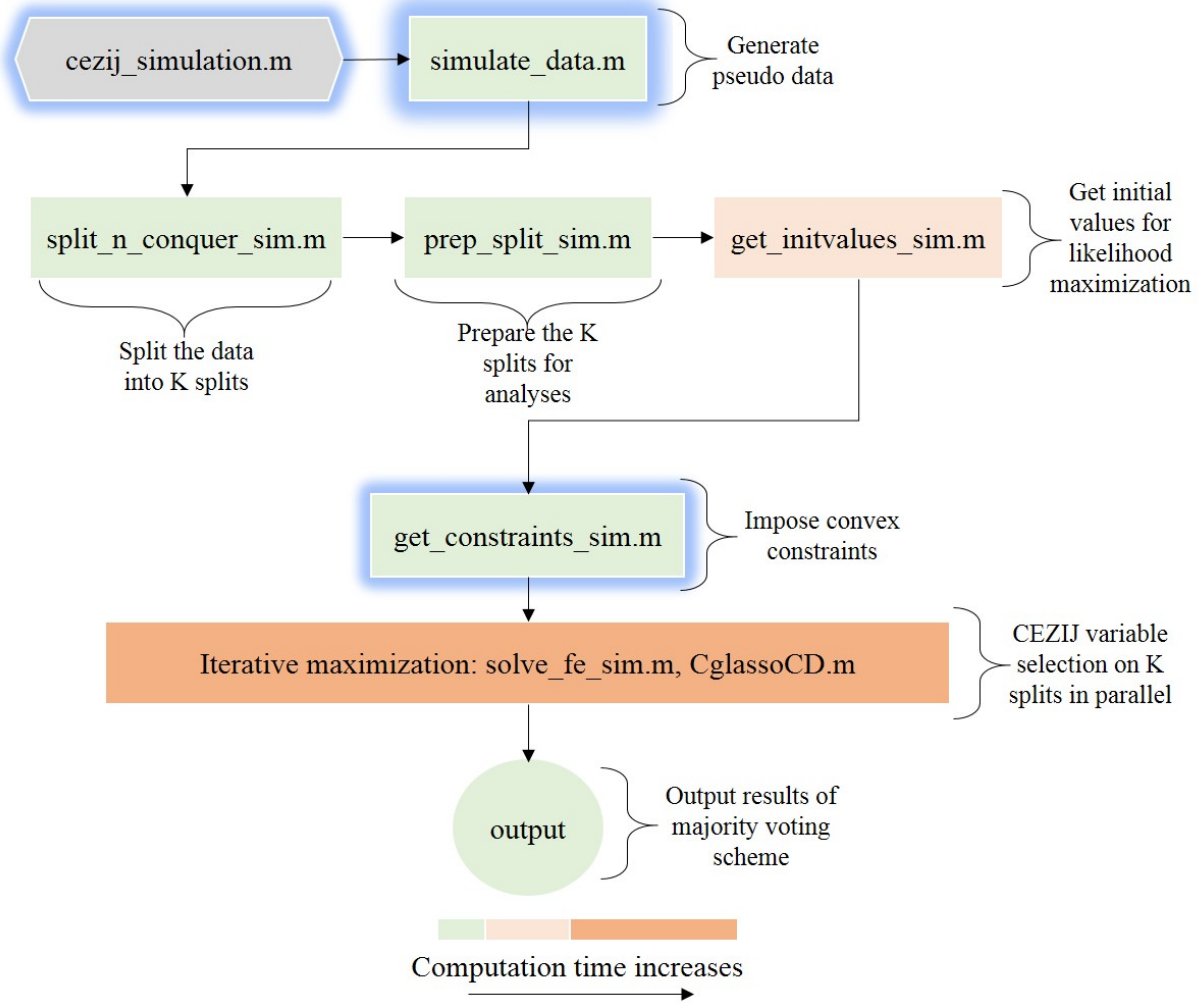 cezij_simulation.m
simulate_data.m
Generate
pseudo data
split_n_conquer_sim.m
prep_split_sim.m
get_initvalues_sim.m
Get initial
values for
likelihood
maximization
Split the data
into K splits
Prepare the K
splits for
analyses
get_constraints_sim.m
Impose convex
constraints
Iterative maximization: solve_fe_sim.m, CglassoCD.m
CEZIJ variable
selection on K
splits in parallel
output
Output results of
majority voting
scheme
Computation time increases